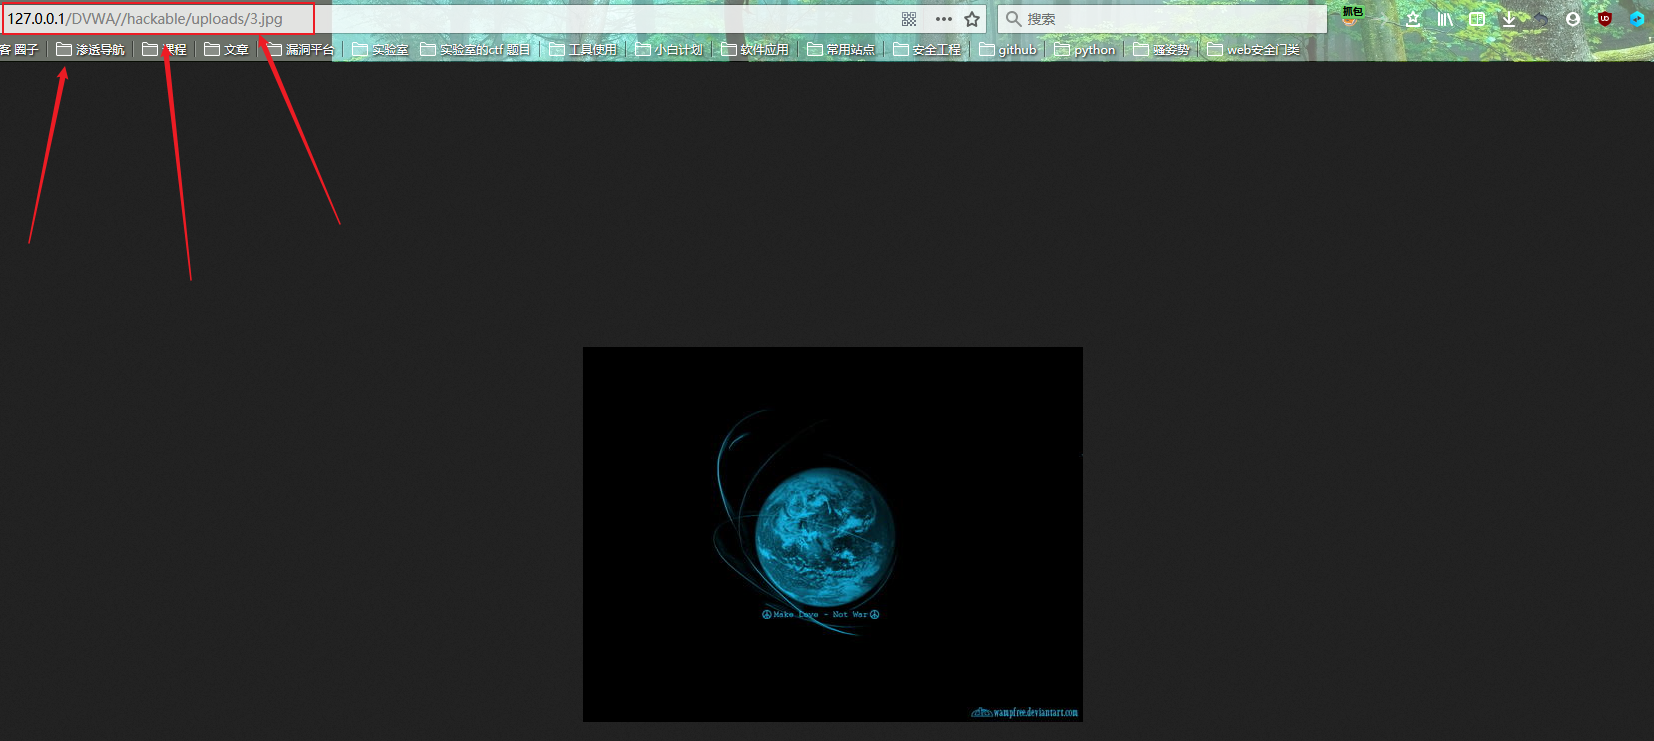 127.0.0.1/DVWA//hackable/uploads/3.jpg
搜索
抓包
客 圈子 渗透导航 课程 文章 漏洞平台 实验室 实验室的ctf 题目 工具使用 小白计划 软件应用 常用站点 安全工程 github python 骚姿势 web安全门类
Make Love - Not War
wampfree.deviantart.com